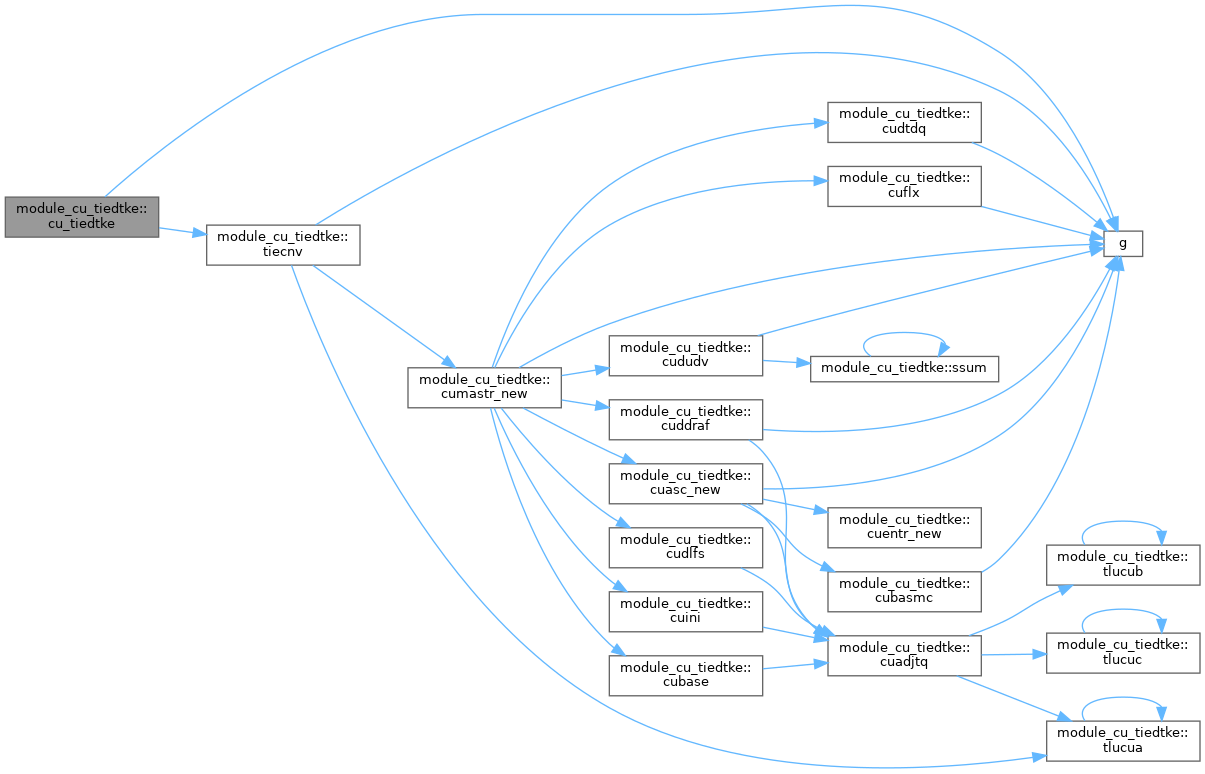 module_cu_tiedtke::
cu_tiedtke
module_cu_tiedtke::
tiecnv
module_cu_tiedtke::
cumastr_new
module_cu_tiedtke::
cudtdq
module_cu_tiedtke::
cuflx
g
module_cu_tiedtke::
cududv
module_cu_tiedtke::ssum
module_cu_tiedtke::
cuddraf
module_cu_tiedtke::
cuasc_new
module_cu_tiedtke::
cuentr_new
module_cu_tiedtke::
cudlfs
module_cu_tiedtke::
cubasmc
module_cu_tiedtke::
cuini
module_cu_tiedtke::
cubase
module_cu_tiedtke::
cuadjtq
module_cu_tiedtke::
tlucub
module_cu_tiedtke::
tlucuc
module_cu_tiedtke::
tlucua